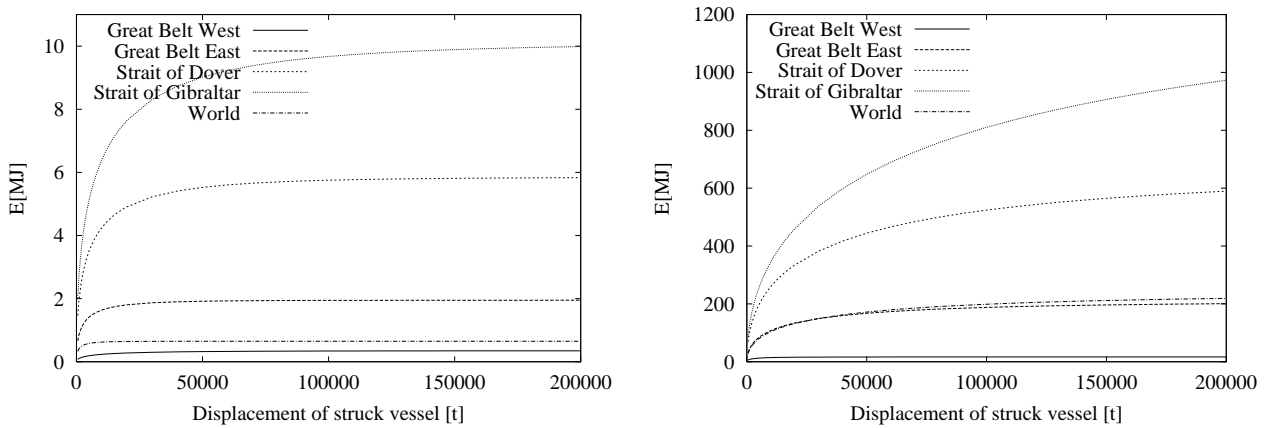 10
8
6
4
2
0
E[MJ]
Great Belt West
Great Belt East
Strait of Dover
Strait of Gibraltar
World
0 50000 100000 150000 200000
Displacement of struck vessel [t]
1200
1000
800
600
400
200
0
E[MJ]
Great Belt West
Great Belt East
Strait of Dover
Strait of Gibraltar
World
0 50000 100000 150000 200000
Displacement of struck vessel [t]